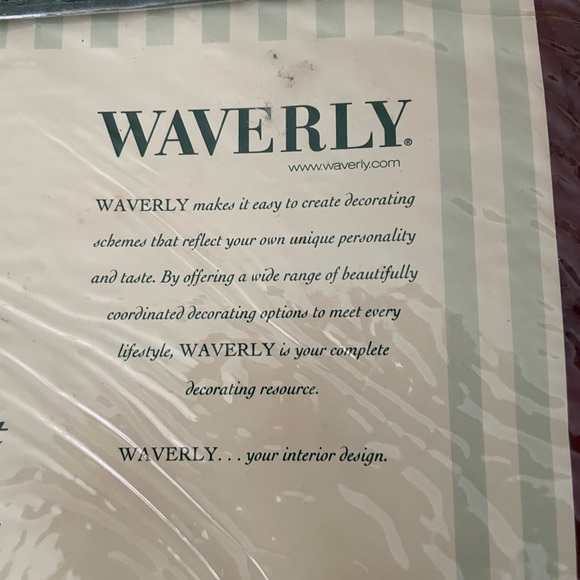 WAVERLY®
www.waverly.com
WAVERLY makes it easy to create decorating
schemes that reflect your own unique personality
and taste. By offering a wide range of beautifully
coordinated decorating options to meet every
lifestyle, WAVERLY is your complete
decorating resource.
WAVERLY. . . your interior design.